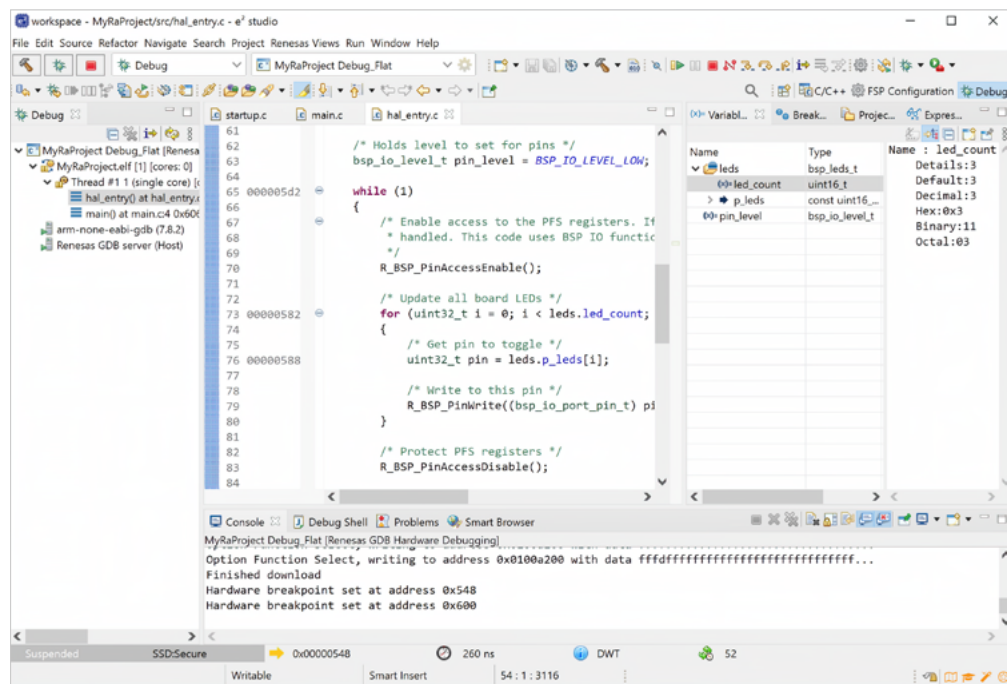 workspace - MyRaProject/src/hal_entry.c - e² studio
File Edit Source Refactor Navigate Search Project Renesas Views Run Window Help
Debug
MyRaProject Debug_Flat
C/C++ FSP Configuration Debug
Debug
MyRaProject Debug_Flat [Renesas
MyRaProject.elf [1] [cores: 0]
Thread #1 1 (single core) [c
hal_entry() at hal_entry.
main() at main.c:4 0x606
arm-none-eabi-gdb (7.8.2)
Renesas GDB server (Host)
startup.c main.c hal_entry.c
61
62 /* Holds level to set for pins */
63 bsp_io_level_t pin_level = BSP_IO_LEVEL_LOW;
64
65 000005d2 while (1)
66 {
67 /* Enable access to the PFS registers. If
68 * handled. This code uses BSP IO functio
69 */
70 R_BSP_PinAccessEnable();
71
72 /* Update all board LEDs */
73 00000582 for (uint32_t i = 0; i < leds.led_count;
74 {
75 /* Get pin to toggle */
76 00000588 uint32_t pin = leds.p_leds[i];
77
78 /* Write to this pin */
79 R_BSP_PinWrite((bsp_io_port_pin_t) pi
80 }
81
82 /* Protect PFS registers */
83 R_BSP_PinAccessDisable();
84
Variabl... Break... Projec... Expres...
Name Type
leds bsp_leds_t
led_count uint16_t
p_leds const uint16_...
pin_level bsp_io_level_t
Name : led_count
Details:3
Default:3
Decimal:3
Hex:0x3
Binary:11
Octal:03
Console Debug Shell Problems Smart Browser
MyRaProject Debug_Flat [Renesas GDB Hardware Debugging]
Option Function Select, writing to address 0x0100a200 with data fffdffffffffffffffffffffffffffff...
Finished download
Hardware breakpoint set at address 0x548
Hardware breakpoint set at address 0x600
Suspended SSD:Secure 0x00000548 260 ns DWT 52
Writable Smart Insert 54 : 1 : 3116